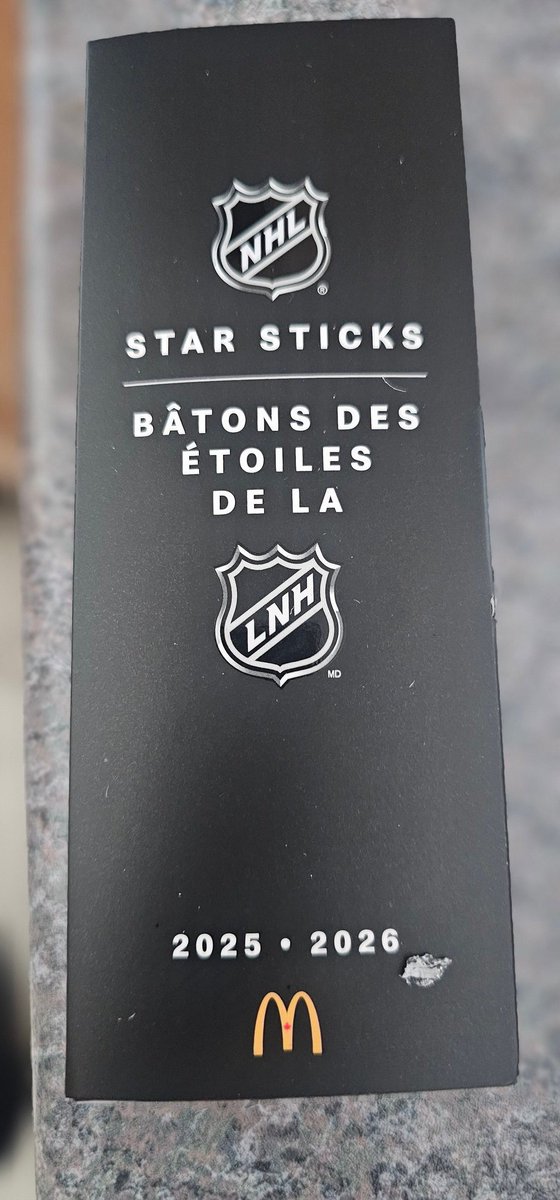 NHL
®
STAR STICKS
BÂTONS DES
ÉTOILES
DE LA
LNH
MD
2025 • 2026
M